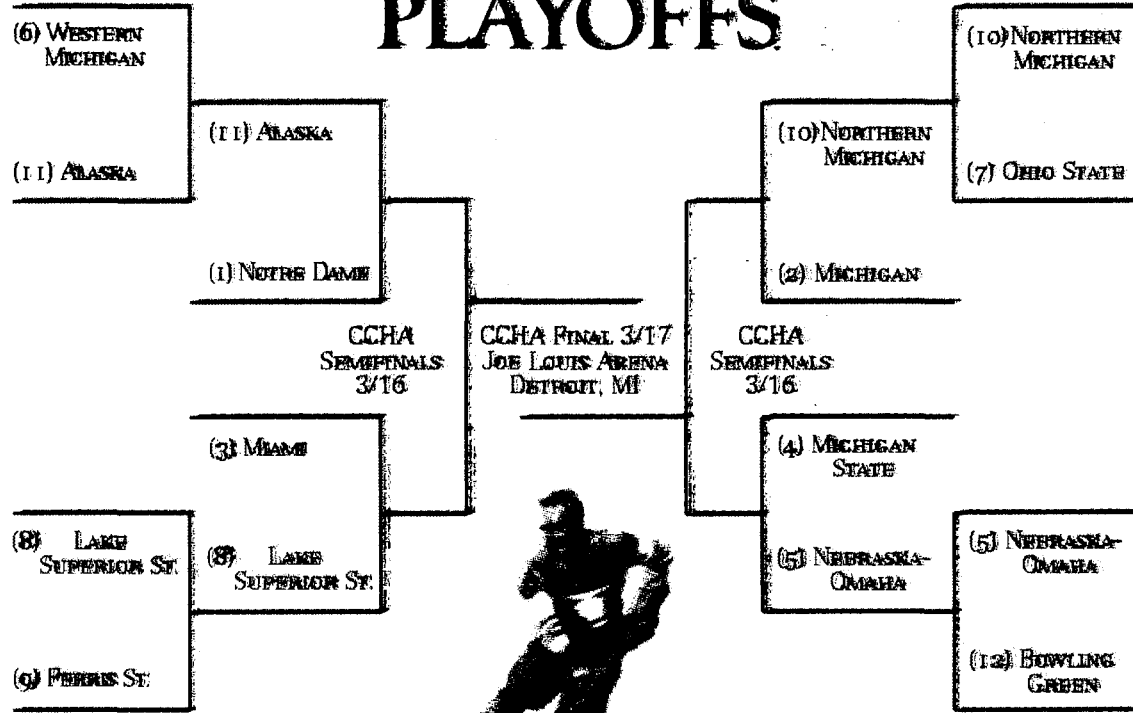 PLAYOFFS
(6) WESTERN
MICHIGAN
(11) ALASKA
(11) ALASKA
(1) NOTRE DAME
CCHA
SEMIFINALS
3/16
(3) MIAMI
(8) LAKE
SUPERIOR ST.
(8) LAKE
SUPERIOR ST.
(9) FERRIS ST.
CCHA FINAL 3/17
JOE LOUIS ARENA
DETROIT, MI
(10) NORTHERN
MICHIGAN
(7) OHIO STATE
(10) NORTHERN
MICHIGAN
(2) MICHIGAN
CCHA
SEMIFINALS
3/16
(4) MICHIGAN
STATE
(5) NEBRASKA-
OMAHA
(5) NEBRASKA-
OMAHA
(12) BOWLING
GREEN